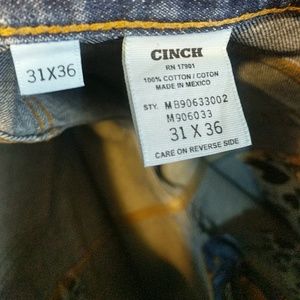 31X36
CINCH
RN 17901
100% COTTON / COTON
MADE IN MEXICO
STY. MB90633002
M906033
31 X 36
CARE ON REVERSE SIDE